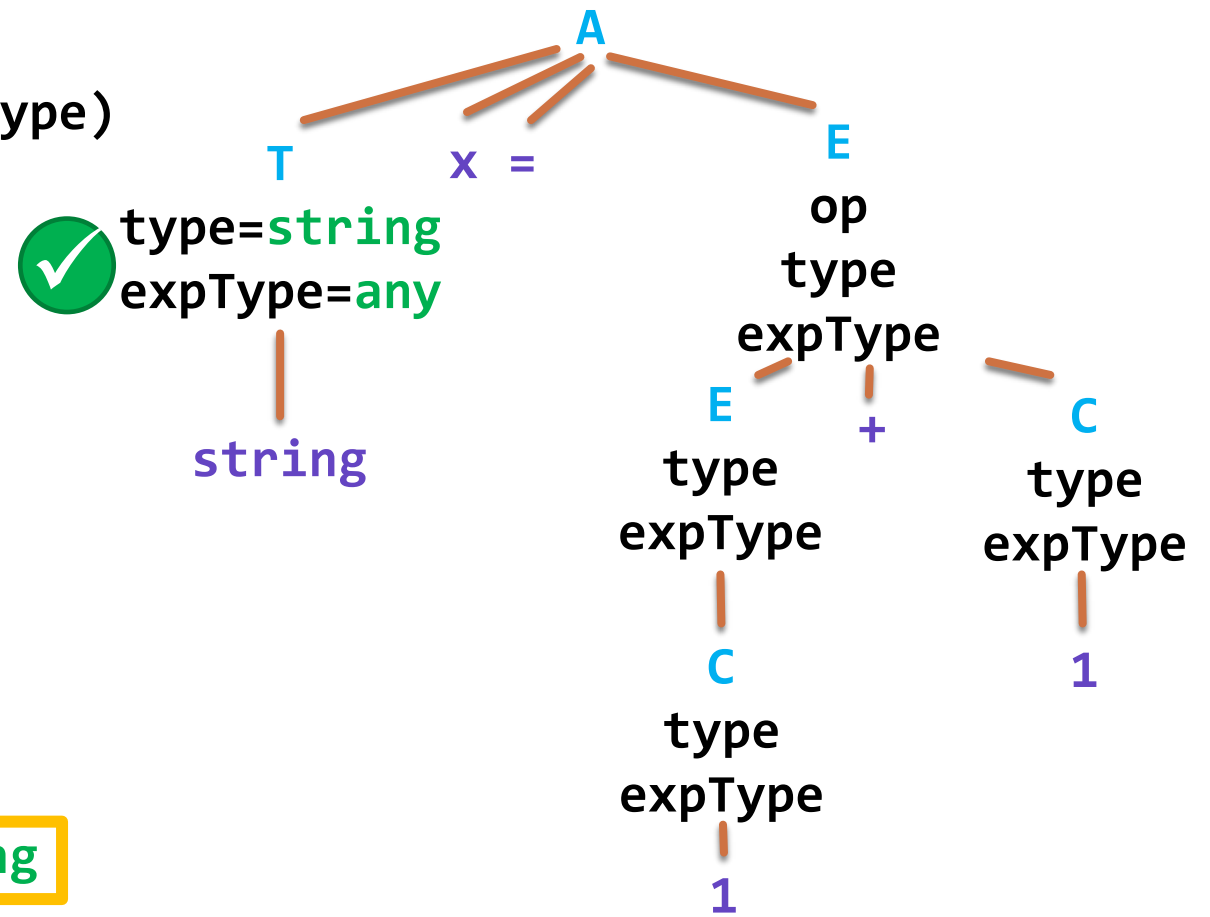 A
ype)
T
x =
E
type=string
expType=any
op
type
expType
string
E
+
C
type
expType
type
expType
C
type
expType
1
1
ng